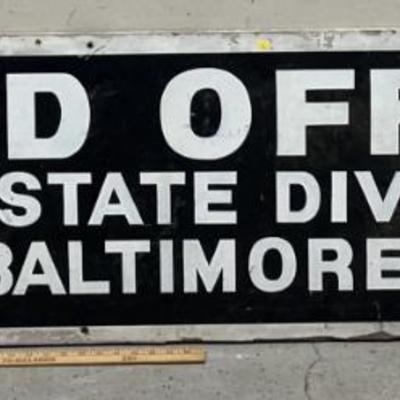 D OFF
STATE DIV
BALTIMORE